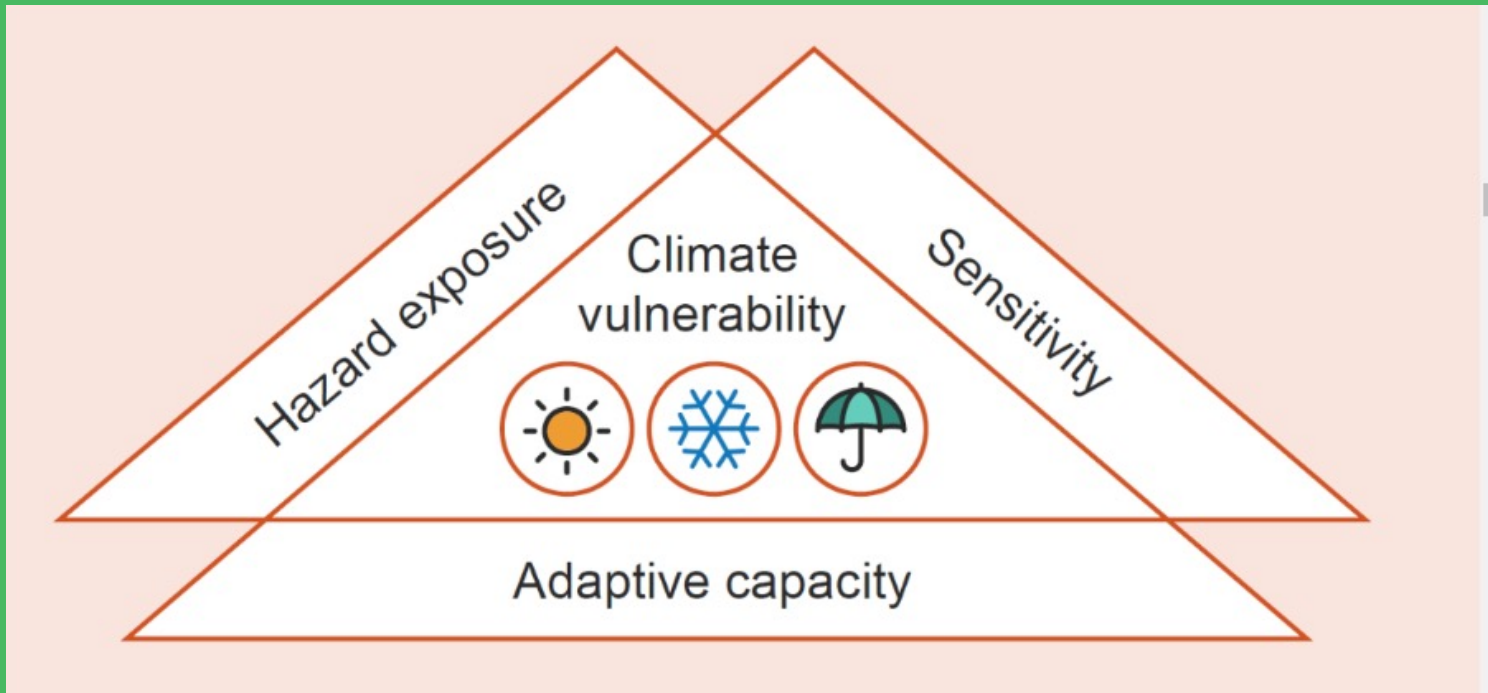 Hazard exposure
Climate
vulnerability
Sensitivity
Adaptive capacity